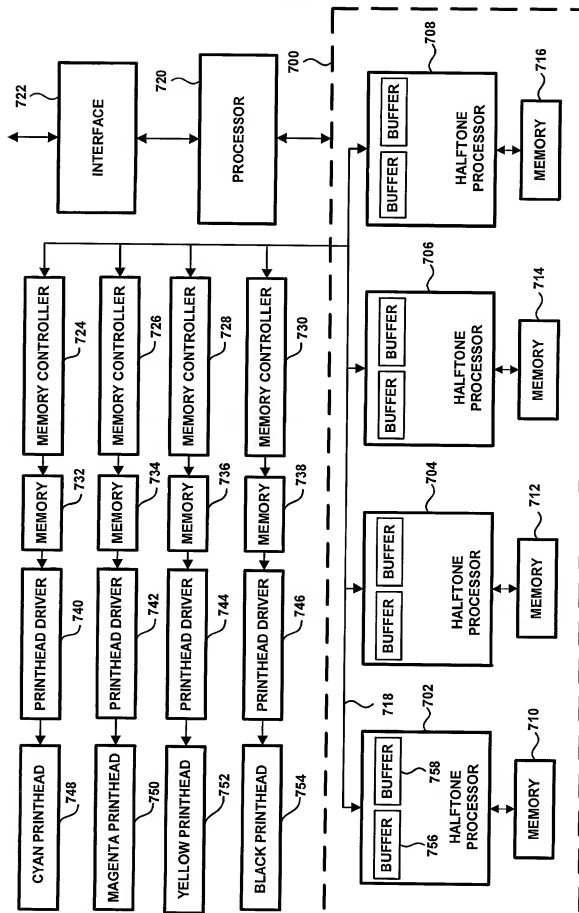 722
INTERFACE
720
PROCESSOR
700
MEMORY CONTROLLER
724
MEMORY CONTROLLER
726
MEMORY CONTROLLER
728
MEMORY CONTROLLER
730
MEMORY
732
MEMORY
734
MEMORY
736
MEMORY
738
PRINTHEAD DRIVER
740
PRINTHEAD DRIVER
742
PRINTHEAD DRIVER
744
PRINTHEAD DRIVER
746
CYAN PRINTHEAD
748
MAGENTA PRINTHEAD
750
YELLOW PRINTHEAD
752
BLACK PRINTHEAD
754
718
702
BUFFER
756
BUFFER
758
HALFTONE
PROCESSOR
710
MEMORY
704
BUFFER
BUFFER
HALFTONE
PROCESSOR
712
MEMORY
706
BUFFER
BUFFER
HALFTONE
PROCESSOR
714
MEMORY
708
BUFFER
BUFFER
HALFTONE
PROCESSOR
716
MEMORY